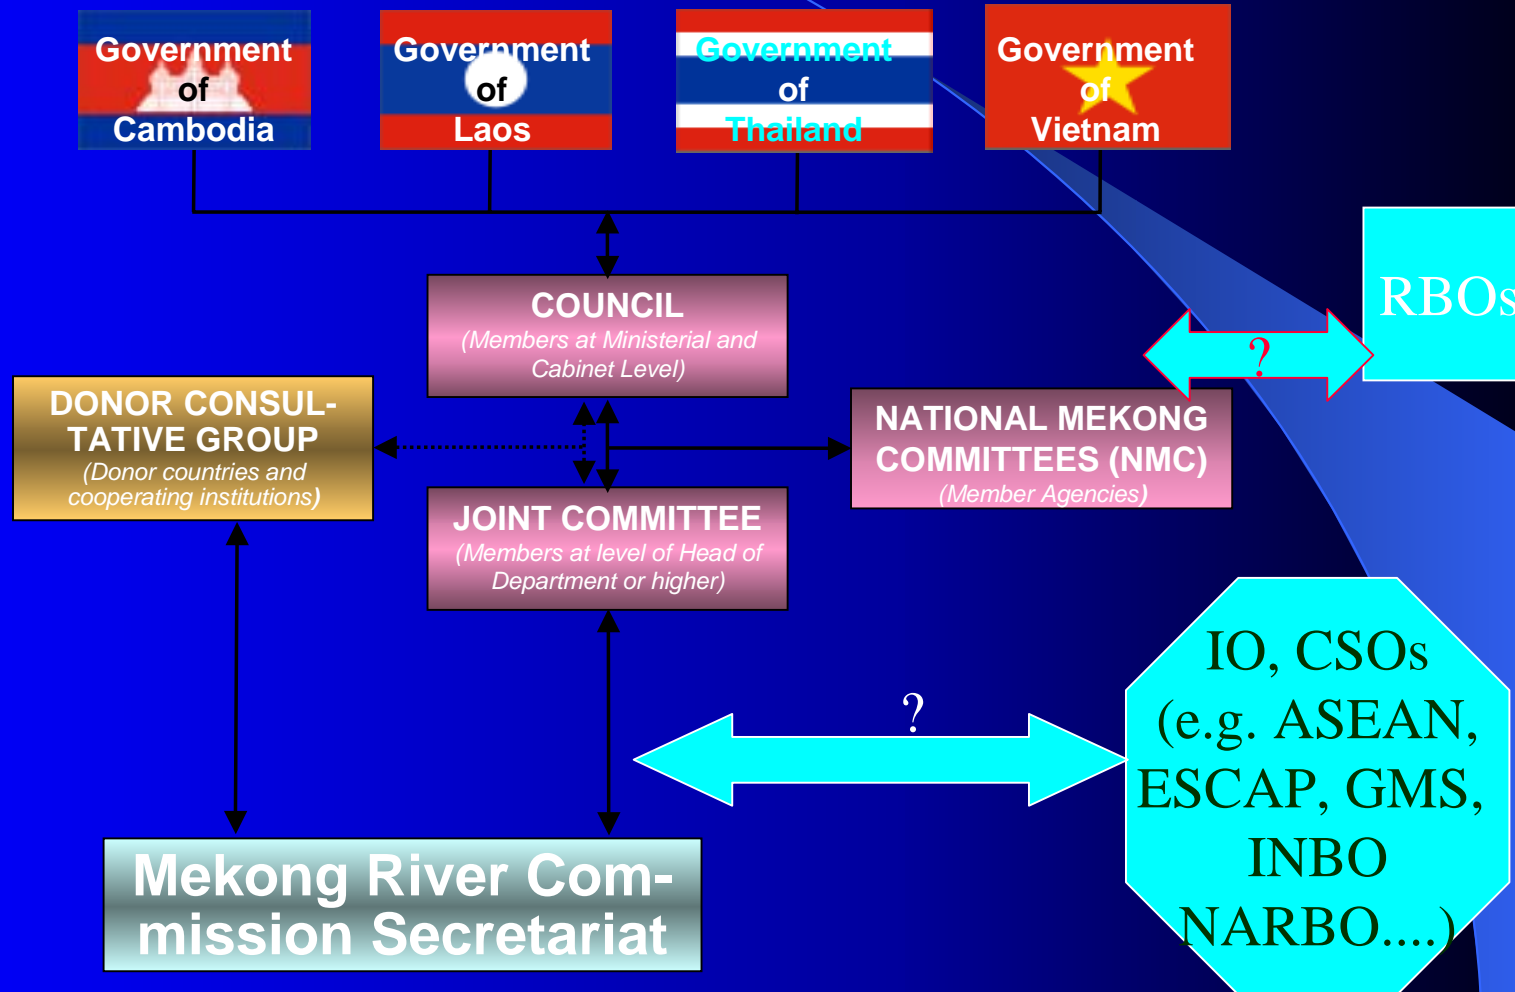 Government
of
Cambodia
Government
of
Laos
Government
of
Thailand
Government
of
Vietnam
COUNCIL
(Members at Ministerial and
Cabinet Level)
RBOs
?
DONOR CONSUL-
TATIVE GROUP
(Donor countries and
cooperating institutions)
NATIONAL MEKONG
COMMITTEES (NMC)
(Member Agencies)
JOINT COMMITTEE
(Members at level of Head of
Department or higher)
?
IO, CSOs
(e.g. ASEAN,
ESCAP, GMS,
INBO
NARBO....)
Mekong River Com-
mission Secretariat